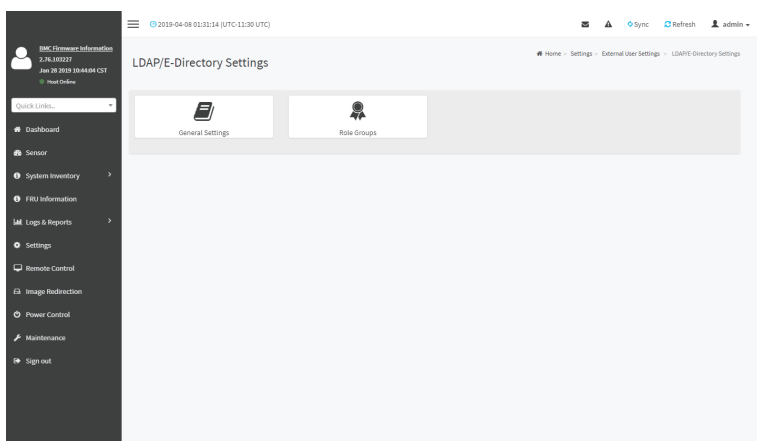 2019-04-08 01:31:14 (UTC-11:30 UTC)
Sync
Refresh
admin
BMC Firmware Information
2.76.103227
Jan 28 2019 10:44:04 CST
Host Online
Quick Links..
Dashboard
Sensor
System Inventory
FRU Information
Logs & Reports
Settings
Remote Control
Image Redirection
Power Control
Maintenance
Sign out
LDAP/E-Directory Settings
Home > Settings > External User Settings > LDAP/E-Directory Settings
General Settings
Role Groups